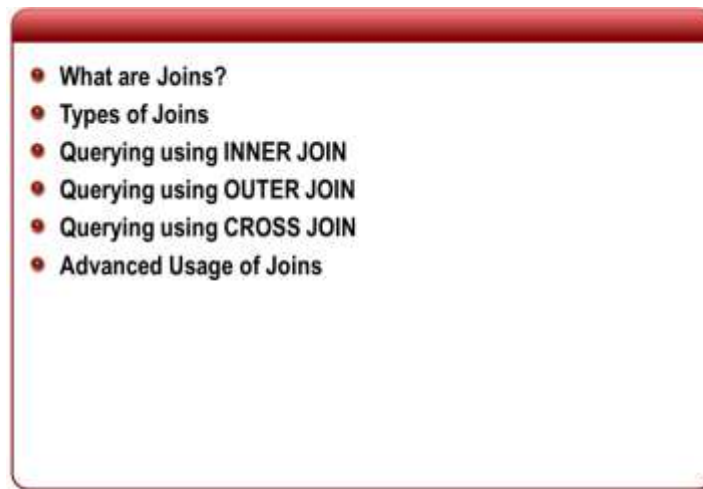 What are Joins?
Types of Joins
Querying using INNER JOIN
Querying using OUTER JOIN
Querying using CROSS JOIN
Advanced Usage of Joins